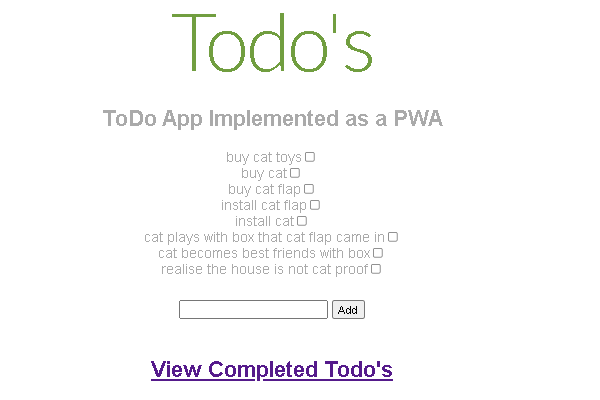 Todo's
ToDo App Implemented as a PWA
buy cat toys
buy cat
buy cat flap
install cat flap
install cat
cat plays with box that cat flap came in
cat becomes best friends with box
realise the house is not cat proof
Add
View Completed Todo's